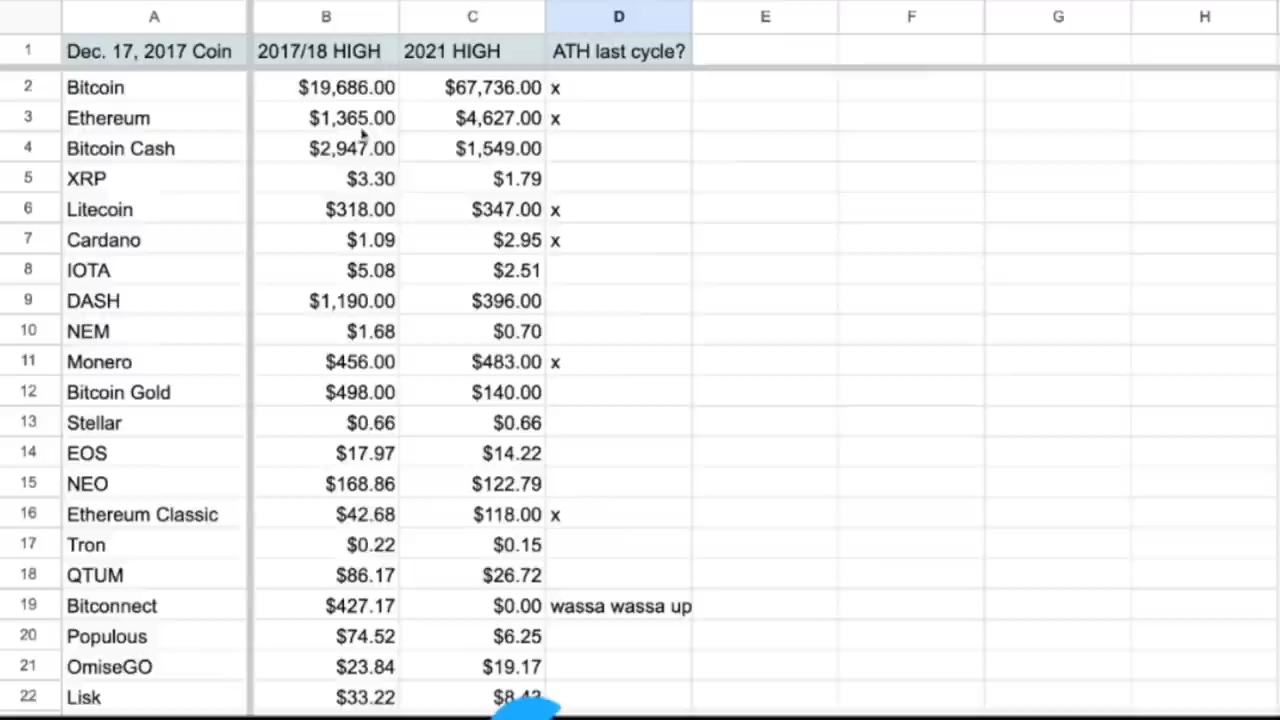 A B C D E F G H
1 Dec. 17, 2017 Coin 2017/18 HIGH 2021 HIGH ATH last cycle?
2 Bitcoin $19,686.00 $67,736.00 x
3 Ethereum $1,365.00 $4,627.00 x
4 Bitcoin Cash $2,947.00 $1,549.00
5 XRP $3.30 $1.79
6 Litecoin $318.00 $347.00 x
7 Cardano $1.09 $2.95 x
8 IOTA $5.08 $2.51
9 DASH $1,190.00 $396.00
10 NEM $1.68 $0.70
11 Monero $456.00 $483.00 x
12 Bitcoin Gold $498.00 $140.00
13 Stellar $0.66 $0.66
14 EOS $17.97 $14.22
15 NEO $168.86 $122.79
16 Ethereum Classic $42.68 $118.00 x
17 Tron $0.22 $0.15
18 QTUM $86.17 $26.72
19 Bitconnect $427.17 $0.00 wassa wassa up
20 Populous $74.52 $6.25
21 OmiseGO $23.84 $19.17
22 Lisk $33.22